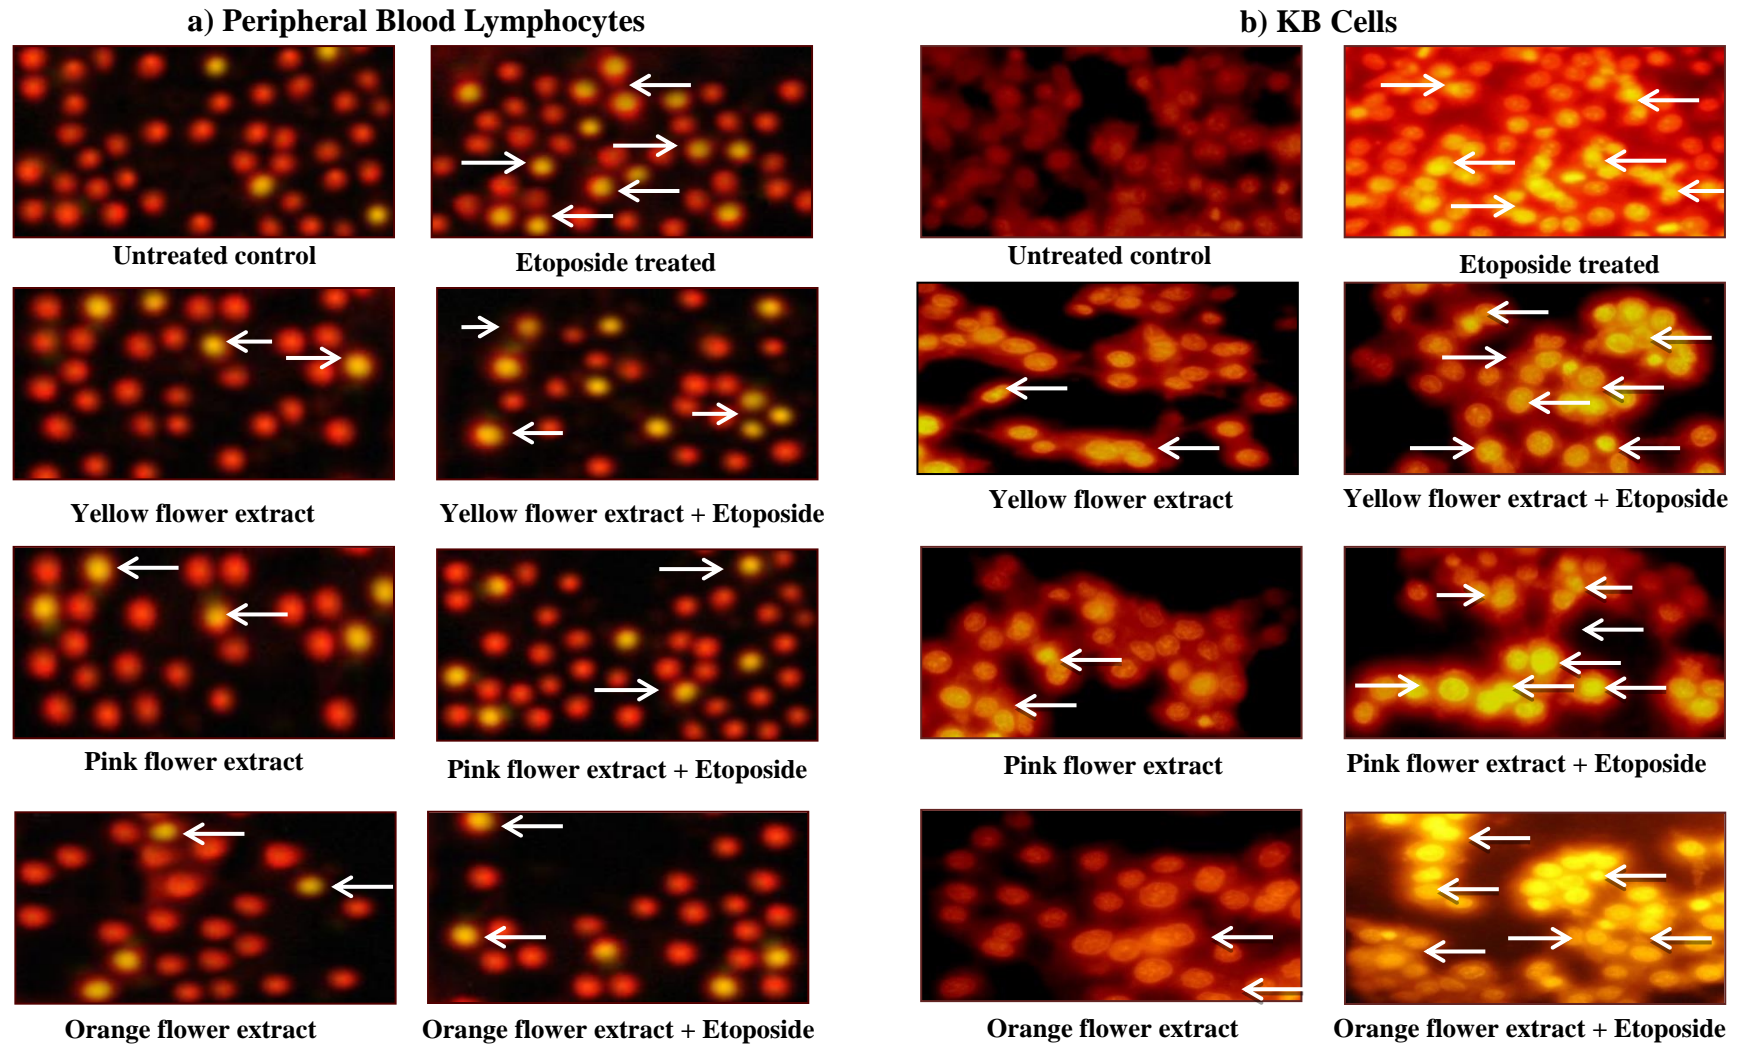 a) Peripheral Blood Lymphocytes
b) KB Cells
Untreated control
Etoposide treated
Untreated control
Etoposide treated
Yellow flower extract
Yellow flower extract + Etoposide
Yellow flower extract
Yellow flower extract + Etoposide
Pink flower extract
Pink flower extract + Etoposide
Pink flower extract
Pink flower extract + Etoposide
Orange flower extract
Orange flower extract + Etoposide
Orange flower extract
Orange flower extract + Etoposide